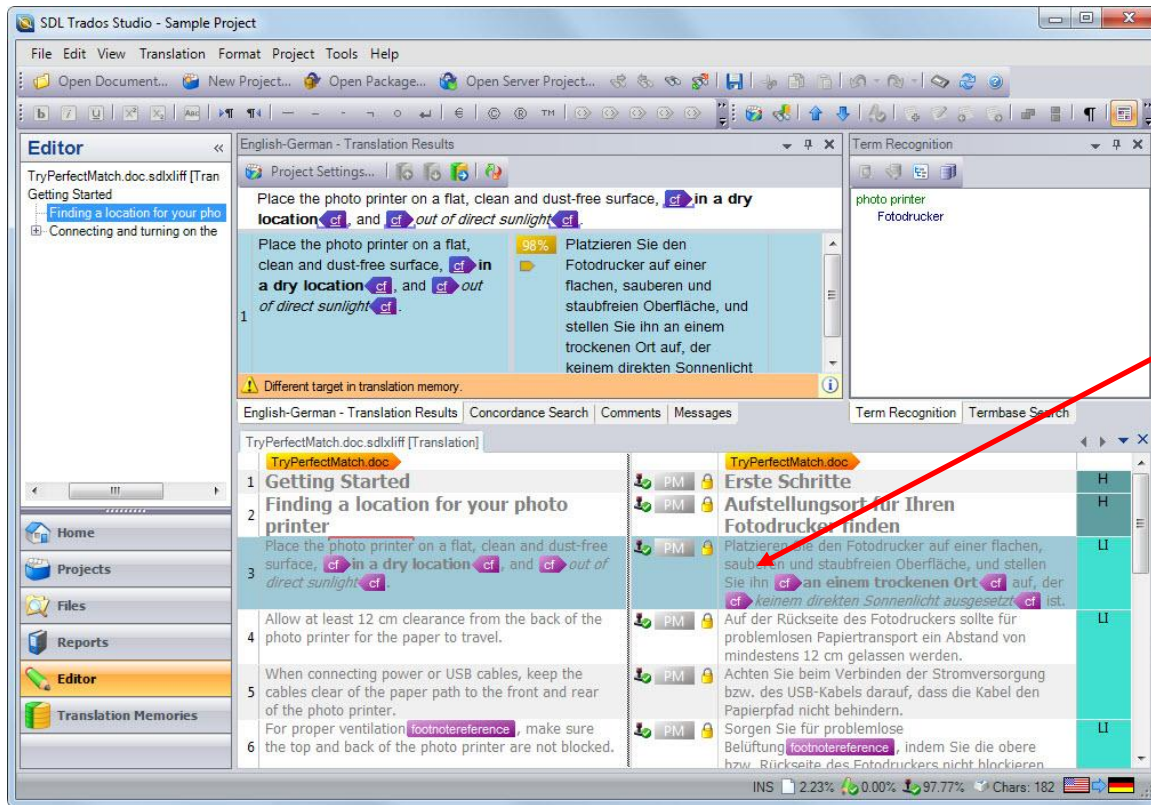 SDL Trados Studio - Sample Project
File Edit View Translation Format Project Tools Help
Open Document... New Project... Open Package... Open Server Project...
Editor
TryPerfectMatch.doc.sdlxliff [Tran
Getting Started
Finding a location for your pho
Connecting and turning on the
English-German - Translation Results
Project Settings...
Place the photo printer on a flat, clean and dust-free surface, cf in a dry
location cf , and cf out of direct sunlight cf .
1
Place the photo printer on a flat,
clean and dust-free surface, cf in
a dry location cf , and cf out
of direct sunlight cf .
98%
Platzieren Sie den
Fotodrucker auf einer
flachen, sauberen und
staubfreien Oberfläche, und
stellen Sie ihn an einem
trockenen Ort auf, der
keinem direkten Sonnenlicht
Different target in translation memory.
English-German - Translation Results Concordance Search Comments Messages
Term Recognition
photo printer
Fotodrucker
Term Recognition Termbase Search
Home
Projects
Files
Reports
Editor
Translation Memories
TryPerfectMatch.doc.sdlxliff [Translation]
TryPerfectMatch.doc TryPerfectMatch.doc
1 Getting Started PM Erste Schritte H
2 Finding a location for your photo
printer
PM Aufstellungsort für Ihren
Fotodrucker finden
H
3 Place the photo printer on a flat, clean and dust-free
surface, cf in a dry location cf , and cf out of
direct sunlight cf .
PM Platzieren Sie den Fotodrucker auf einer flachen,
sauberen und staubfreien Oberfläche, und stellen
Sie ihn cf an einem trockenen Ort cf auf, der
cf keinem direkten Sonnenlicht ausgesetzt cf ist.
LI
4 Allow at least 12 cm clearance from the back of the
photo printer for the paper to travel.
PM Auf der Rückseite des Fotodruckers sollte für
problemlosen Papiertransport ein Abstand von
mindestens 12 cm gelassen werden.
LI
5 When connecting power or USB cables, keep the
cables clear of the paper path to the front and rear
of the photo printer.
PM Achten Sie beim Verbinden der Stromversorgung
bzw. des USB-Kabels darauf, dass die Kabel den
Papierpfad nicht behindern.
6 For proper ventilation footnotereference , make sure
the top and back of the photo printer are not blocked.
PM Sorgen Sie für problemlose
Belüftung footnotereference , indem Sie die obere
bzw. Rückseite des Fotodruckers nicht blockieren
LI
INS 2.23% 0.00% 97.77% Chars: 182